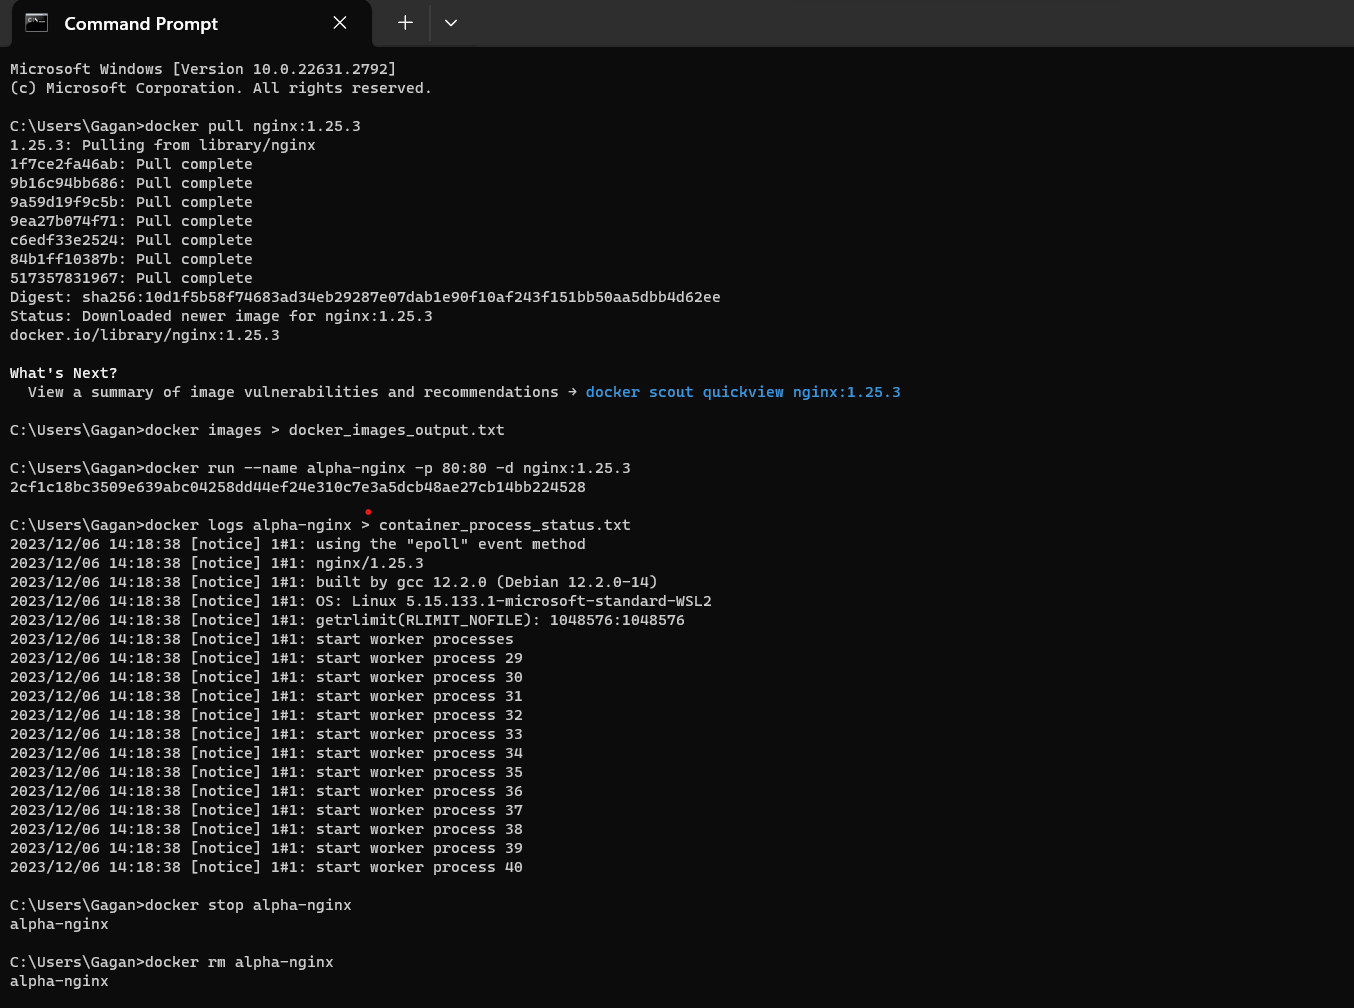 Command Prompt
Microsoft Windows [Version 10.0.22631.2792]
(c) Microsoft Corporation. All rights reserved.
C:\Users\Gagan>docker pull nginx:1.25.3
1.25.3: Pulling from library/nginx
1f7ce2fa46ab: Pull complete
9b16c94bb686: Pull complete
9a59d19f9c5b: Pull complete
9ea27b074f71: Pull complete
c6edf33e2524: Pull complete
84b1ff10387b: Pull complete
517357831967: Pull complete
Digest: sha256:10d1f5b58f74683ad34eb29287e07dab1e90f10af243f151bb50aa5dbb4d62ee
Status: Downloaded newer image for nginx:1.25.3
docker.io/library/nginx:1.25.3
What's Next?
View a summary of image vulnerabilities and recommendations → docker scout quickview nginx:1.25.3
C:\Users\Gagan>docker images > docker_images_output.txt
C:\Users\Gagan>docker run --name alpha-nginx -p 80:80 -d nginx:1.25.3
2cf1c18bc3509e639abc04258dd44ef24e310c7e3a5dcb48ae27cb14bb224528
C:\Users\Gagan>docker logs alpha-nginx > container_process_status.txt
2023/12/06 14:18:38 [notice] 1#1: using the "epoll" event method
2023/12/06 14:18:38 [notice] 1#1: nginx/1.25.3
2023/12/06 14:18:38 [notice] 1#1: built by gcc 12.2.0 (Debian 12.2.0-14)
2023/12/06 14:18:38 [notice] 1#1: OS: Linux 5.15.133.1-microsoft-standard-WSL2
2023/12/06 14:18:38 [notice] 1#1: getrlimit(RLIMIT_NOFILE): 1048576:1048576
2023/12/06 14:18:38 [notice] 1#1: start worker processes
2023/12/06 14:18:38 [notice] 1#1: start worker process 29
2023/12/06 14:18:38 [notice] 1#1: start worker process 30
2023/12/06 14:18:38 [notice] 1#1: start worker process 31
2023/12/06 14:18:38 [notice] 1#1: start worker process 32
2023/12/06 14:18:38 [notice] 1#1: start worker process 33
2023/12/06 14:18:38 [notice] 1#1: start worker process 34
2023/12/06 14:18:38 [notice] 1#1: start worker process 35
2023/12/06 14:18:38 [notice] 1#1: start worker process 36
2023/12/06 14:18:38 [notice] 1#1: start worker process 37
2023/12/06 14:18:38 [notice] 1#1: start worker process 38
2023/12/06 14:18:38 [notice] 1#1: start worker process 39
2023/12/06 14:18:38 [notice] 1#1: start worker process 40
C:\Users\Gagan>docker stop alpha-nginx
alpha-nginx
C:\Users\Gagan>docker rm alpha-nginx
alpha-nginx